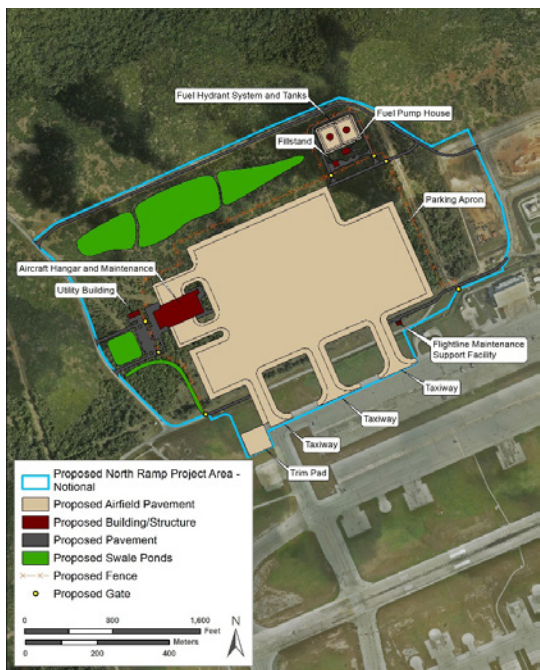 Fuel Hydrant System and Tanks
Fuel Pump House
Fillstand
Parking Apron
Aircraft Hangar and Maintenance
Utility Building
Flightline Maintenance
Support Facility
Taxiway
Taxiway
Taxiway
Trim Pad
Proposed North Ramp Project Area -
Notional
Proposed Airfield Pavement
Proposed Building/Structure
Proposed Pavement
Proposed Swale Ponds
Proposed Fence
Proposed Gate
0 300 1,600
Feet
Meters
0 200 400
N